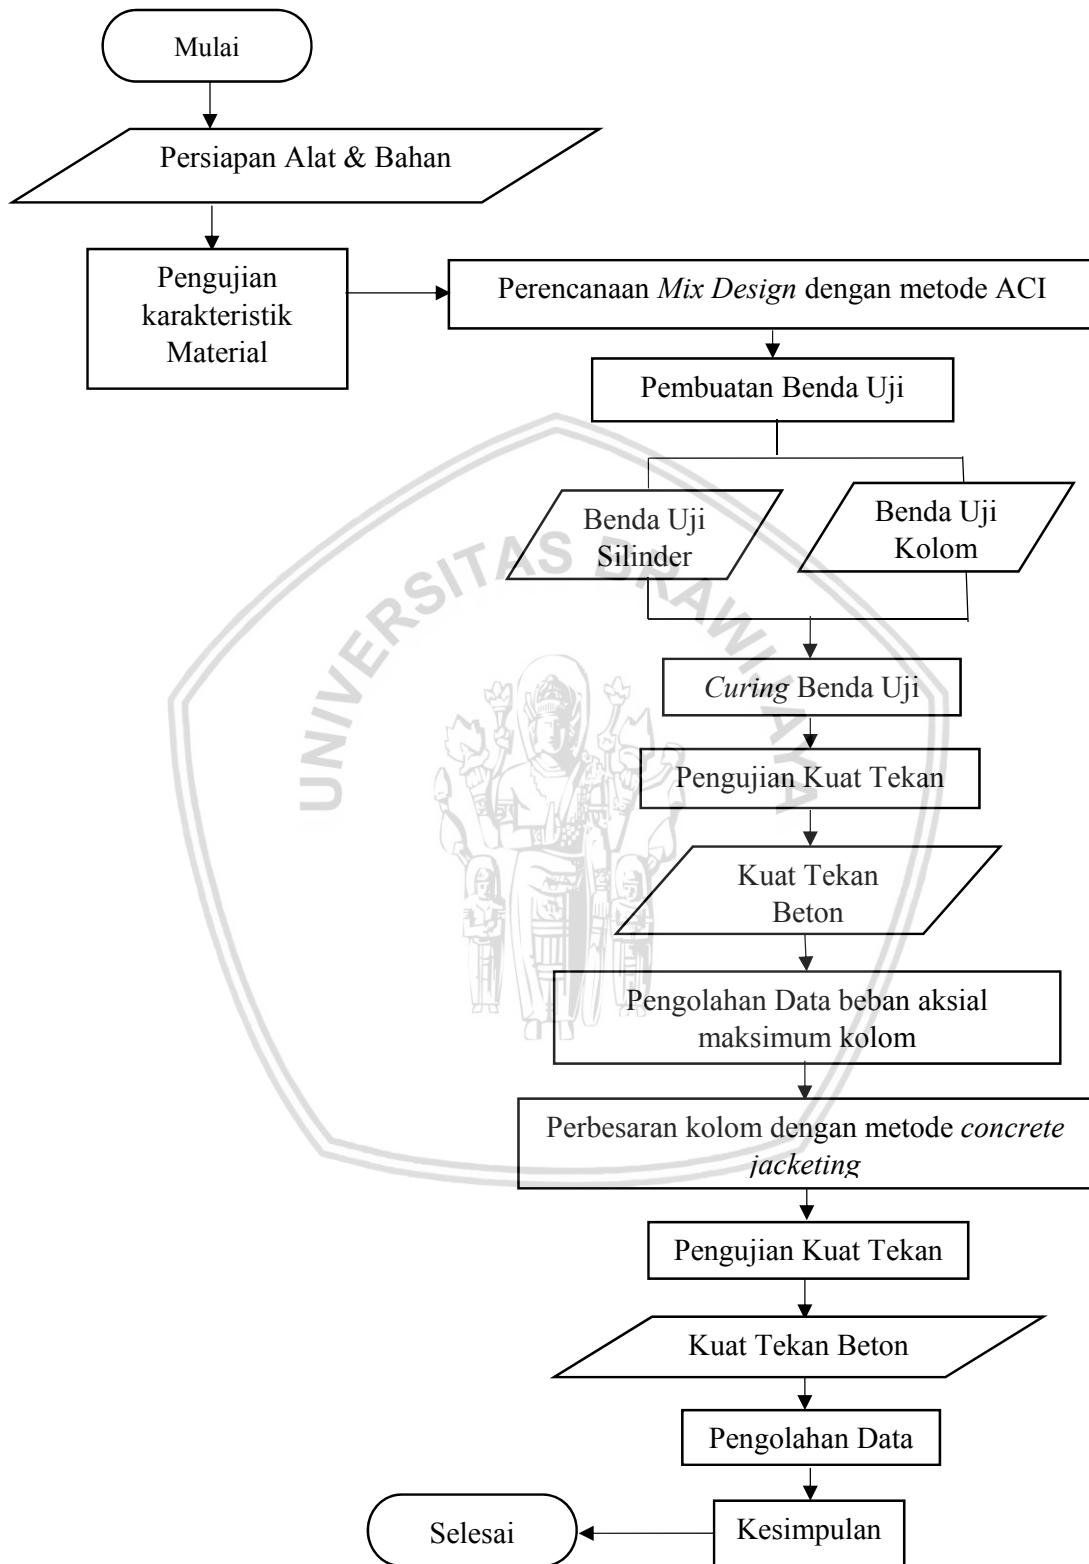 Mulai
Persiapan Alat & Bahan
Pengujian
karakteristik
Material
Perencanaan Mix Design dengan metode ACI
Pembuatan Benda Uji
Benda Uji
Silinder
Benda Uji
Kolom
Curing Benda Uji
Pengujian Kuat Tekan
Kuat Tekan
Beton
Pengolahan Data beban aksial
maksimum kolom
Perbesaran kolom dengan metode concrete
jacketing
Pengujian Kuat Tekan
Kuat Tekan Beton
Pengolahan Data
Kesimpulan
Selesai
UNIVERSITAS BRAWIJAYA